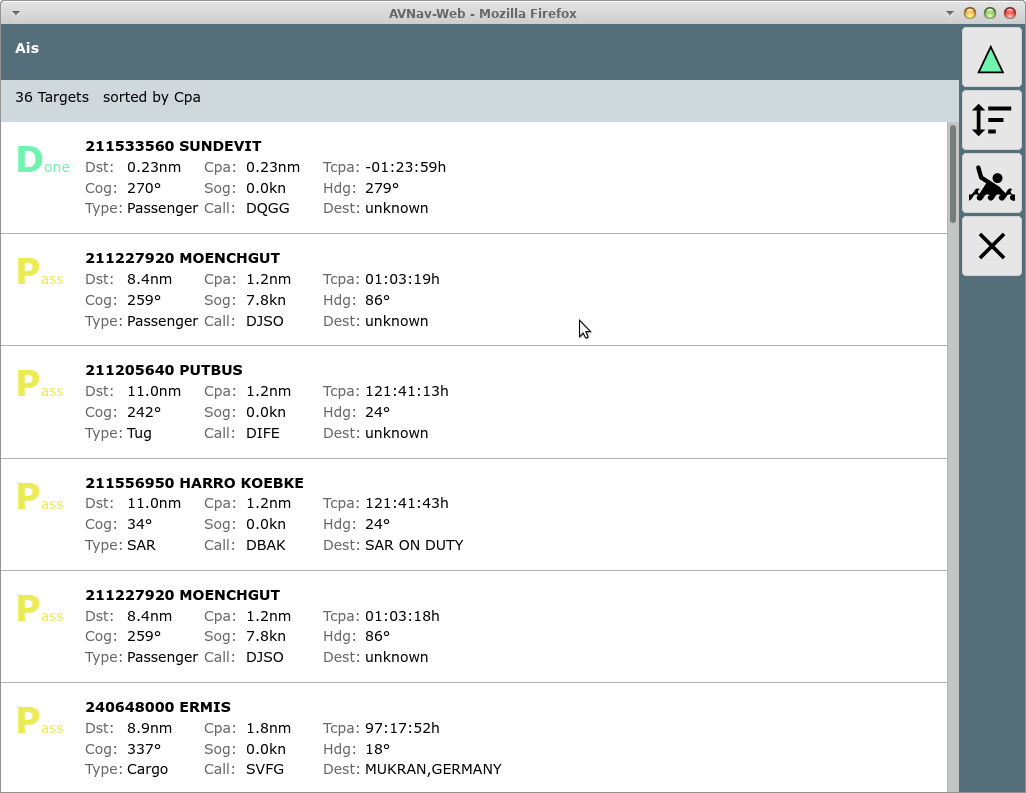 AVNav-Web - Mozilla Firefox
Ais
36 Targets sorted by Cpa
Done
211533560 SUNDEVIT
Dst: 0.23nm Cpa: 0.23nm Tcpa: -01:23:59h
Cog: 270° Sog: 0.0kn Hdg: 279°
Type: Passenger Call: DQGG Dest: unknown
Pass
211227920 MOENCHGUT
Dst: 8.4nm Cpa: 1.2nm Tcpa: 01:03:19h
Cog: 259° Sog: 7.8kn Hdg: 86°
Type: Passenger Call: DJSO Dest: unknown
Pass
211205640 PUTBUS
Dst: 11.0nm Cpa: 1.2nm Tcpa: 121:41:13h
Cog: 242° Sog: 0.0kn Hdg: 24°
Type: Tug Call: DIFE Dest: unknown
Pass
211556950 HARRO KOEBKE
Dst: 11.0nm Cpa: 1.2nm Tcpa: 121:41:43h
Cog: 34° Sog: 0.0kn Hdg: 24°
Type: SAR Call: DBAK Dest: SAR ON DUTY
Pass
211227920 MOENCHGUT
Dst: 8.4nm Cpa: 1.2nm Tcpa: 01:03:18h
Cog: 259° Sog: 7.8kn Hdg: 86°
Type: Passenger Call: DJSO Dest: unknown
Pass
240648000 ERMIS
Dst: 8.9nm Cpa: 1.8nm Tcpa: 97:17:52h
Cog: 337° Sog: 0.0kn Hdg: 18°
Type: Cargo Call: SVFG Dest: MUKRAN,GERMANY